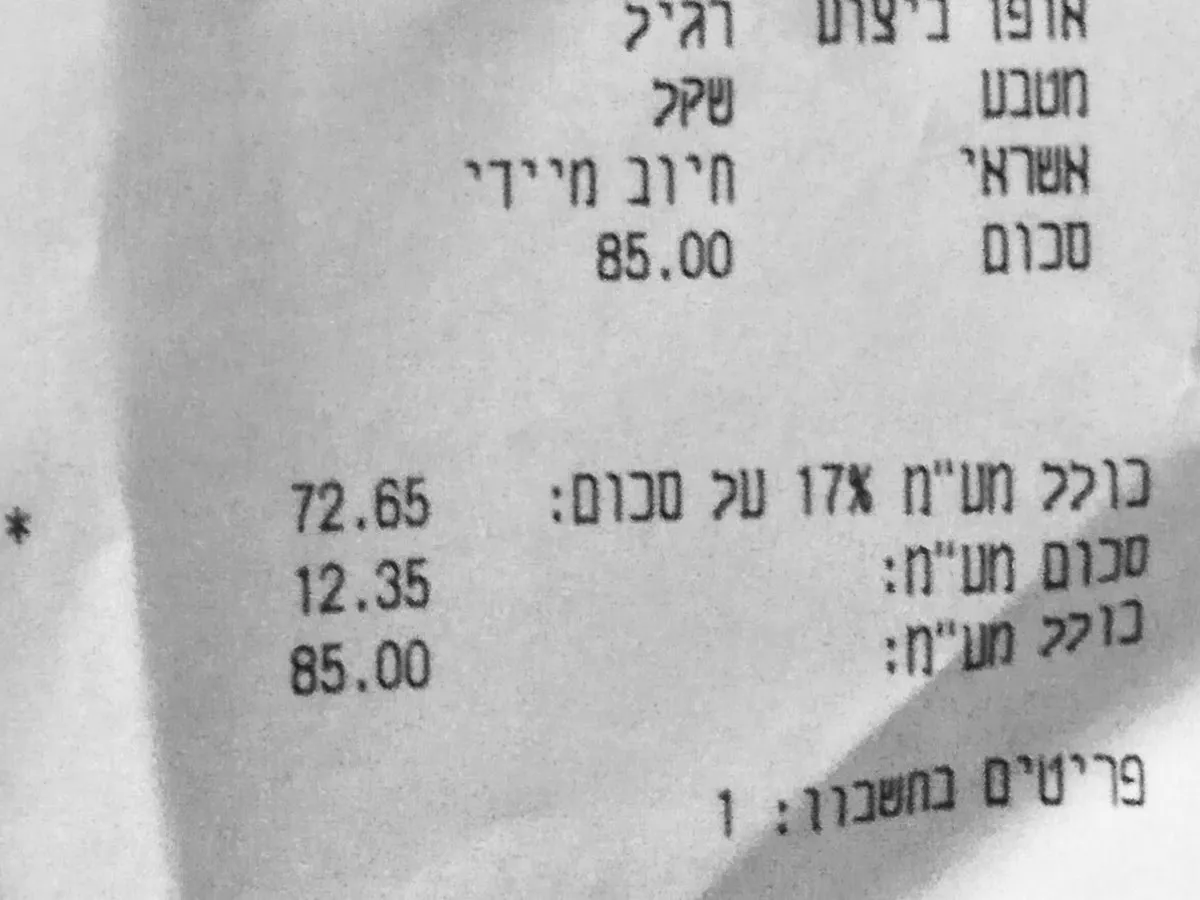 אופן ביצוע רגיל
מטבע שקל
אשראי חיוב מיידי
סכום 85.00
כולל מע"מ 17% על סכום: 72.65
*
סכום מע"מ: 12.35
כולל מע"מ: 85.00
פריטים בחשבון: 1